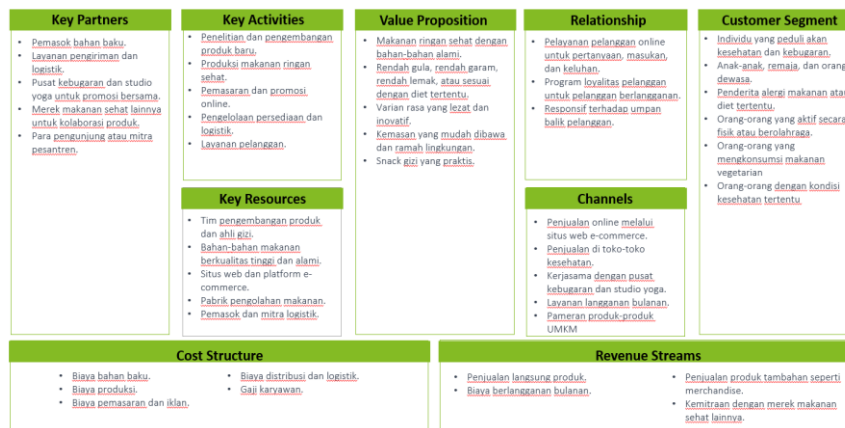 Key Partners
• Pemasok bahan baku.
• Layanan pengiriman dan
logistik.
• Pusat kebugaran dan studio
yoga untuk promosi bersama.
• Merek makanan sehat lainnya
untuk kolaborasi produk.
• Para pengunjung atau mitra
pesantren.
Key Activities
• Penelitian dan pengembangan
produk baru.
• Produksi makanan ringan
sehat.
• Pemasaran dan promosi
online.
• Pengelolaan persediaan dan
logistik.
• Layanan pelanggan.
Key Resources
• Tim pengembangan produk
dan ahli gizi.
• Bahan-bahan makanan
berkualitas tinggi dan alami.
• Situs web dan platform e-
commerce.
• Pabrik pengolahan makanan.
• Pemasok dan mitra logistik.
Value Proposition
• Makanan ringan sehat dengan
bahan-bahan alami.
• Rendah gula, rendah garam,
rendah lemak, atau sesuai
dengan diet tertentu.
• Varian rasa yang lezat dan
inovatif.
• Kemasan yang mudah dibawa
dan ramah lingkungan.
• Snack gizi yang praktis.
Relationship
• Pelayanan pelanggan online
untuk pertanyaan, masukan,
dan keluhan.
• Program loyalitas pelanggan
untuk pelanggan berlangganan.
• Responsif terhadap umpan
balik pelanggan.
Channels
• Penjualan online melalui
situs web e-commerce.
• Penjualan di toko-toko
kesehatan.
• Kerjasama dengan pusat
kebugaran dan studio yoga.
• Layanan langganan bulanan.
• Pameran produk-produk
UMKM
Customer Segment
• Individu yang peduli akan
kesehatan dan kebugaran.
• Anak-anak, remaja, dan orang
dewasa.
• Penderita alergi makanan atau
diet tertentu.
• Orang-orang yang aktif secara
fisik atau berolahraga.
• Orang-orang yang
mengkonsumsi makanan
vegetarian
• Orang-orang dengan kondisi
kesehatan tertentu
Cost Structure
• Biaya bahan baku.
• Biaya produksi.
• Biaya pemasaran dan iklan.
• Biaya distribusi dan logistik.
• Gaji karyawan.
Revenue Streams
• Penjualan langsung produk.
• Biaya berlangganan bulanan.
• Penjualan produk tambahan seperti
merchandise.
• Kemitraan dengan merek makanan
sehat lainnya.